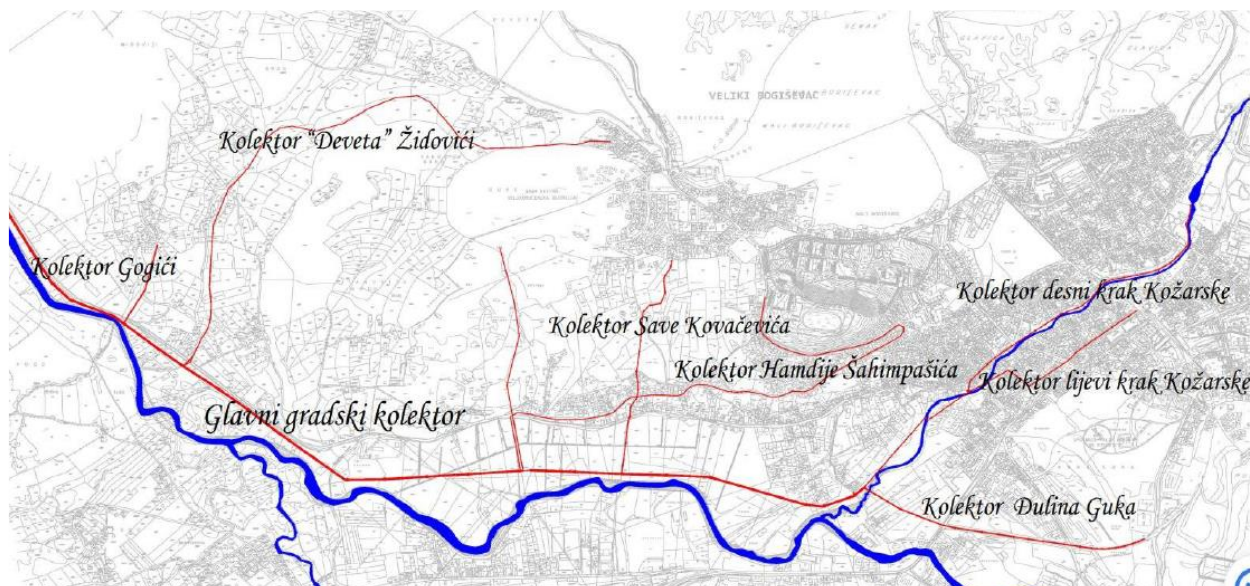 VELIKI BOGIŠEVAC
Kolektor “Deveta” Židovići
Kolektor Gogići
Kolektor desni krak Kožarske
Kolektor Save Kovačevića
Kolektor Hamdije Šahimpašića
Kolektor lijevi krak Kožarske
Glavni gradski kolektor
Kolektor Đulina Guka